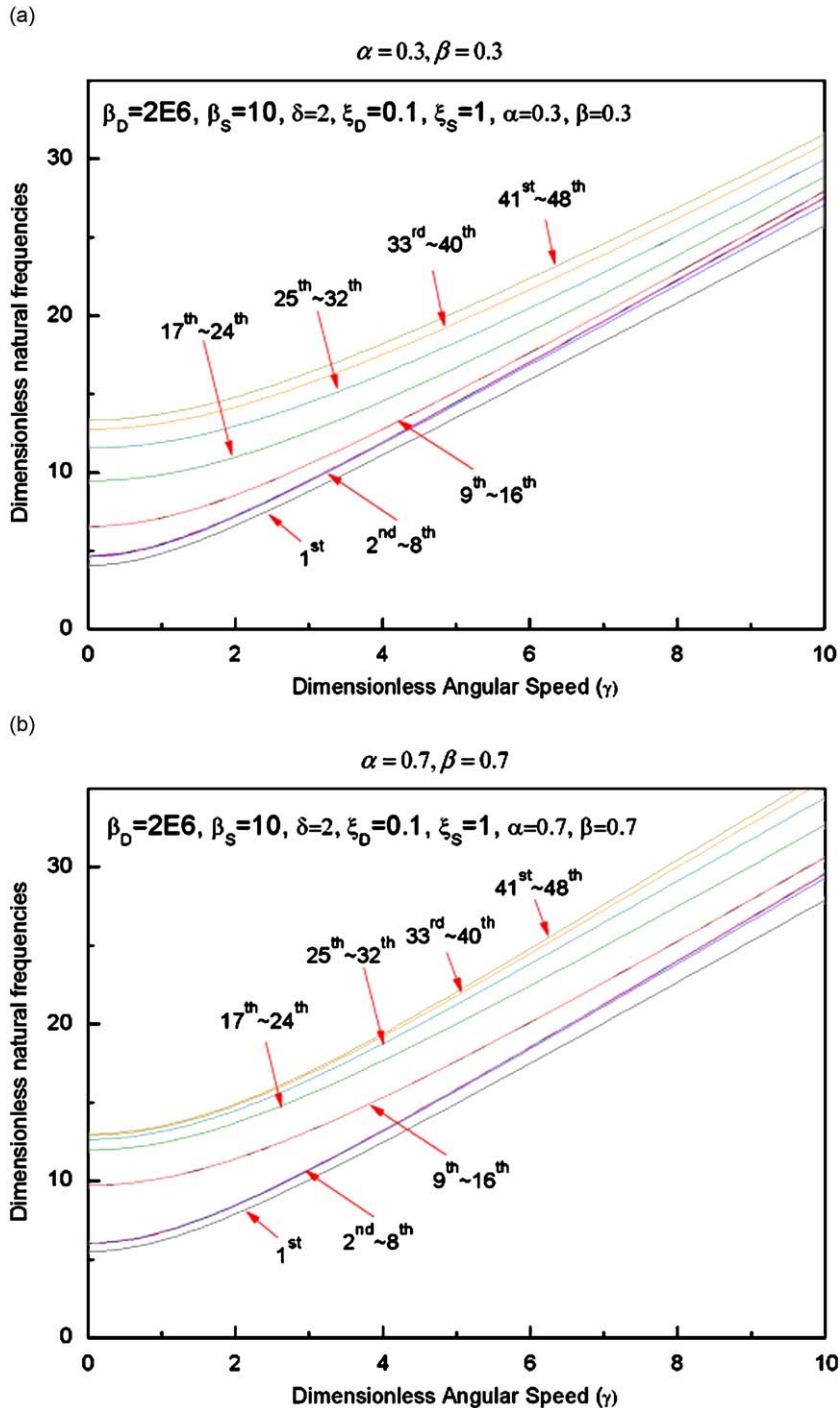 (a)
α = 0.3, β = 0.3
β_D=2E6, β_S=10, δ=2, ξ_D=0.1, ξ_S=1, α=0.3, β=0.3
Dimensionless natural frequencies
30
20
10
0
41st~48th
33rd~40th
25th~32th
17th~24th
9th~16th
2nd~8th
1st
0 2 4 6 8 10
Dimensionless Angular Speed (γ)
(b)
α = 0.7, β = 0.7
β_D=2E6, β_S=10, δ=2, ξ_D=0.1, ξ_S=1, α=0.7, β=0.7
Dimensionless natural frequencies
30
20
10
0
41st~48th
33rd~40th
25th~32th
17th~24th
9th~16th
2nd~8th
1st
0 2 4 6 8 10
Dimensionless Angular Speed (γ)